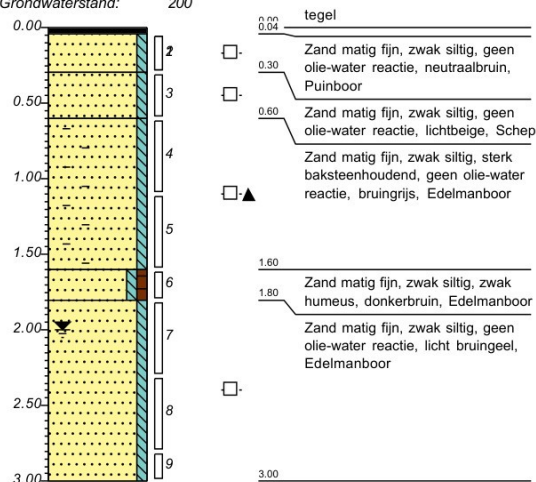 Grondwaterstand: 200
0.00
0.50
1.00
1.50
2.00
2.50
3.00
3
4
5
6
7
8
9
0.04
tegel
Zand matig fijn, zwak siltig, geen
olie-water reactie, neutraalbruin,
Puinboor
0.30
Zand matig fijn, zwak siltig, geen
olie-water reactie, lichtbeige, Schep
0.60
Zand matig fijn, zwak siltig, sterk
baksteenhoudend, geen olie-water
reactie, bruingrijs, Edelmanboor
1.60
Zand matig fijn, zwak siltig, zwak
humeus, donkerbruin, Edelmanboor
1.80
Zand matig fijn, zwak siltig, geen
olie-water reactie, licht bruingeel,
Edelmanboor
3.00